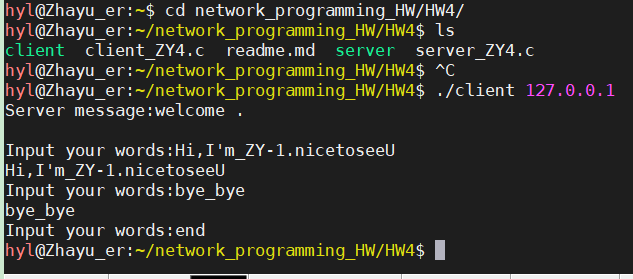 hyl@Zhayu_er:~$ cd network_programming_HW/HW4/
hyl@Zhayu_er:~/network_programming_HW/HW4$ ls
client  client_ZY4.c  readme.md  server  server_ZY4.c
hyl@Zhayu_er:~/network_programming_HW/HW4$ ^C
hyl@Zhayu_er:~/network_programming_HW/HW4$ ./client 127.0.0.1
Server message:welcome .
Input your words:Hi,I'm_ZY-1.nicetoseeU
Hi,I'm_ZY-1.nicetoseeU
Input your words:bye_bye
bye_bye
Input your words:end
hyl@Zhayu_er:~/network_programming_HW/HW4$